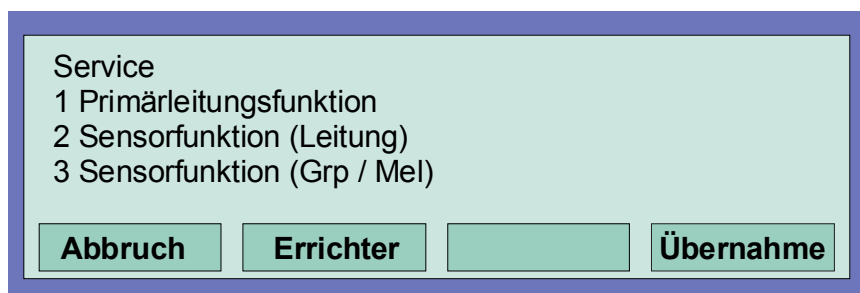 Service
1 Primärleitungsfunktion
2 Sensorfunktion (Leitung)
3 Sensorfunktion (Grp / Mel)
Abbruch Errichter Übernahme